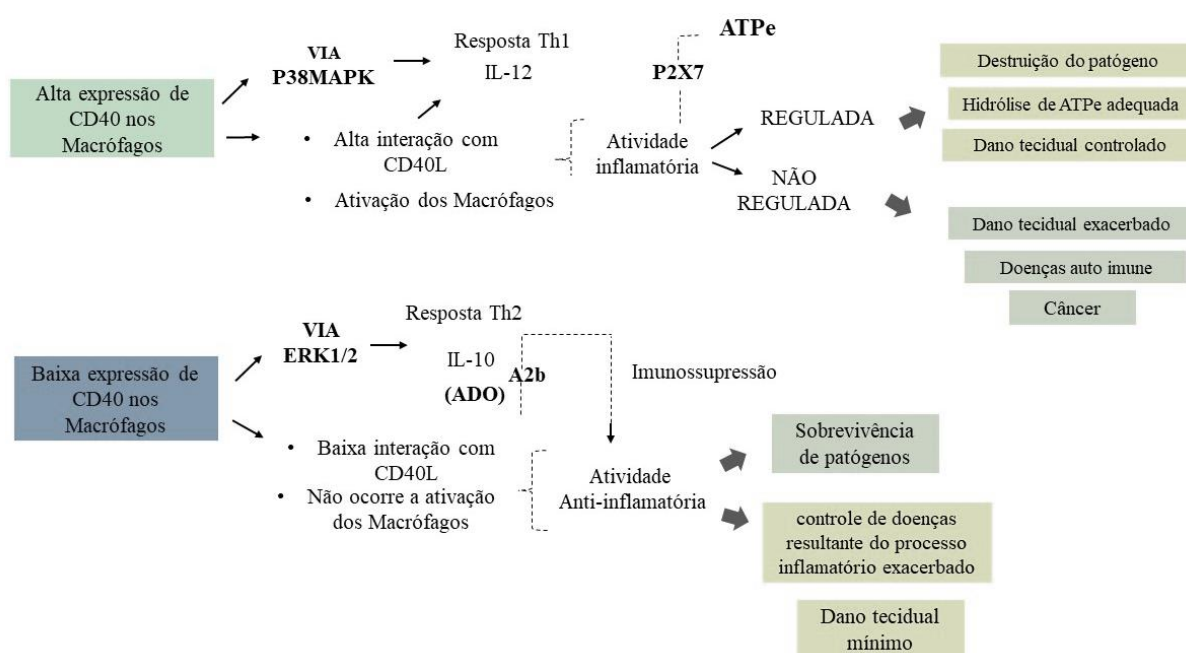 Alta expressão de
CD40 nos
Macrófagos
VIA
P38MAPK
Resposta Th1
IL-12
• Alta interação com
CD40L
• Ativação dos Macrófagos
ATPe
P2X7
Atividade
inflamatória
REGULADA
NÃO
REGULADA
Destruição do patógeno
Hidrólise de ATPe adequada
Dano tecidual controlado
Dano tecidual exacerbado
Doenças auto imune
Câncer
Baixa expressão de
CD40 nos
Macrófagos
VIA
ERK1/2
Resposta Th2
IL-10
(ADO)
A2b
Imunossupressão
• Baixa interação com
CD40L
• Não ocorre a ativação
dos Macrófagos
Atividade
Anti-inflamatória
Sobrevivência
de patógenos
controle de doenças
resultante do processo
inflamatório exacerbado
Dano tecidual
mínimo